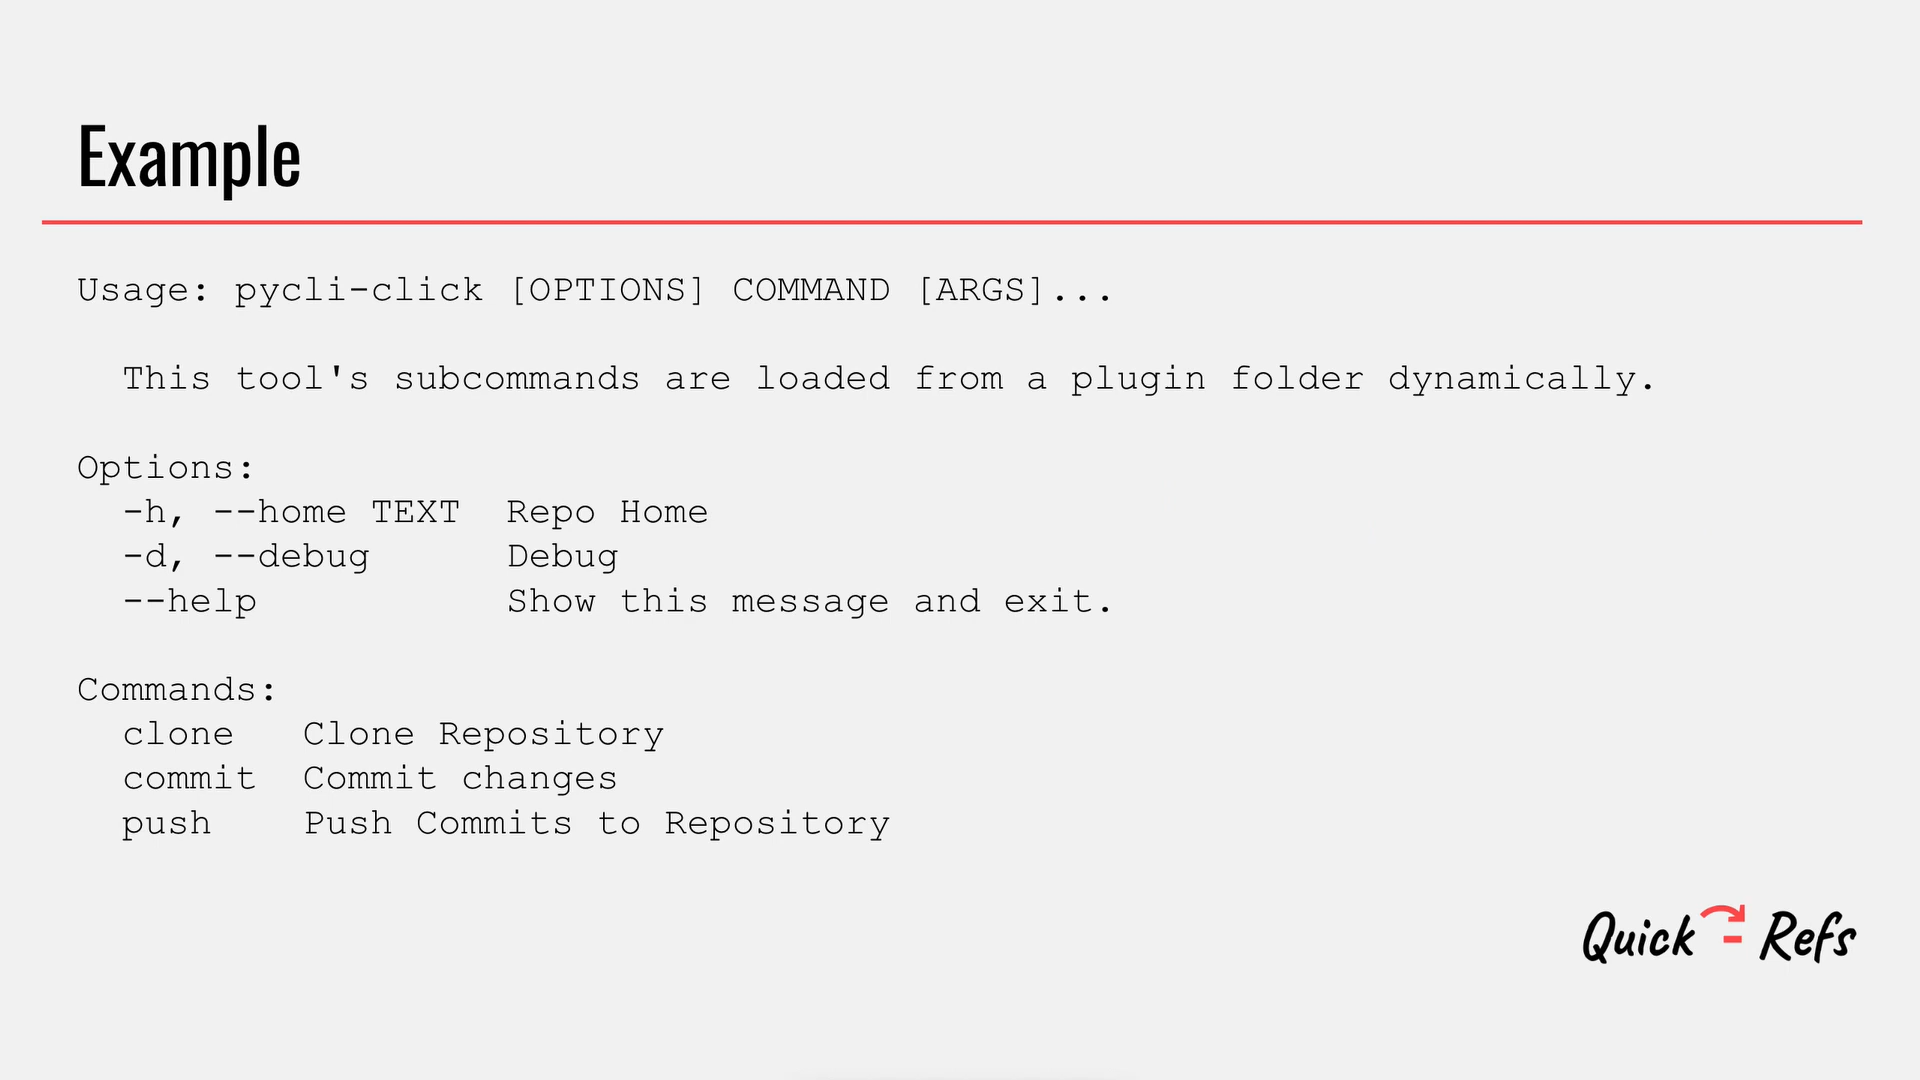 Example
Usage: pycli-click [OPTIONS] COMMAND [ARGS]...
  This tool's subcommands are loaded from a plugin folder dynamically.
Options:
  -h, --home TEXT  Repo Home
  -d, --debug      Debug
  --help           Show this message and exit.
Commands:
  clone   Clone Repository
  commit  Commit changes
  push    Push Commits to Repository
Quick Refs